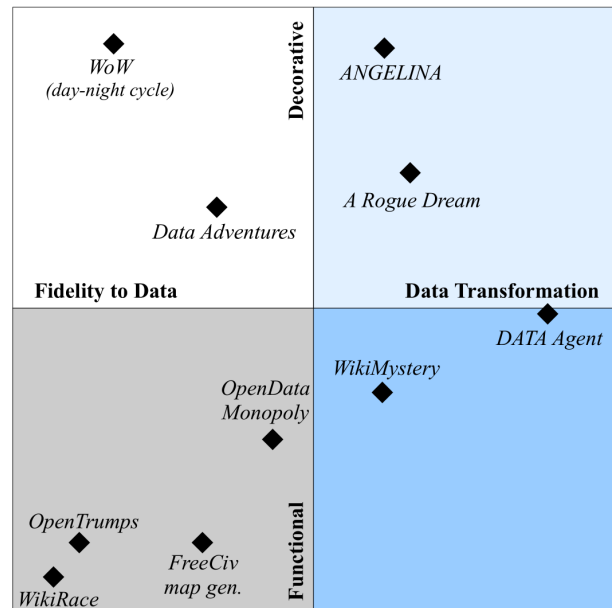 Decorative
WoW
(day-night cycle)
ANGELINA
A Rogue Dream
Data Adventures
Fidelity to Data
Data Transformation
DATA Agent
WikiMystery
OpenData
Monopoly
OpenTrumps
FreeCiv
map gen.
Functional
WikiRace